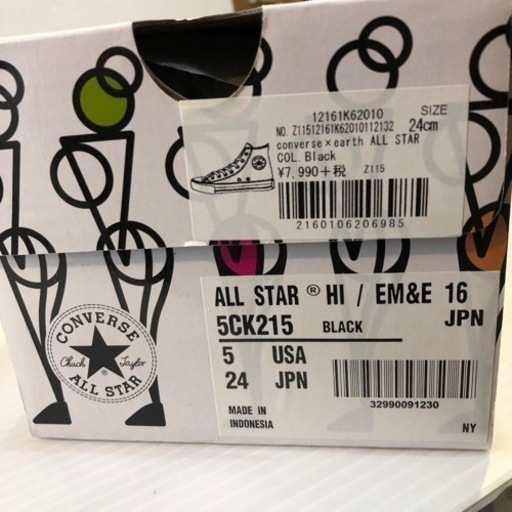 12161K62010
NO. Z11512161K62010112132
SIZE
24cm
converse×earth ALL STAR
COL. Black
¥7,990+税 Z115
2160106206985
ALL STAR® HI / EM&E 16
5CK215 BLACK JPN
5 USA
24 JPN
32990091230
MADE IN
INDONESIA
NY
CONVERSE
Chuck Taylor
®
ALL STAR